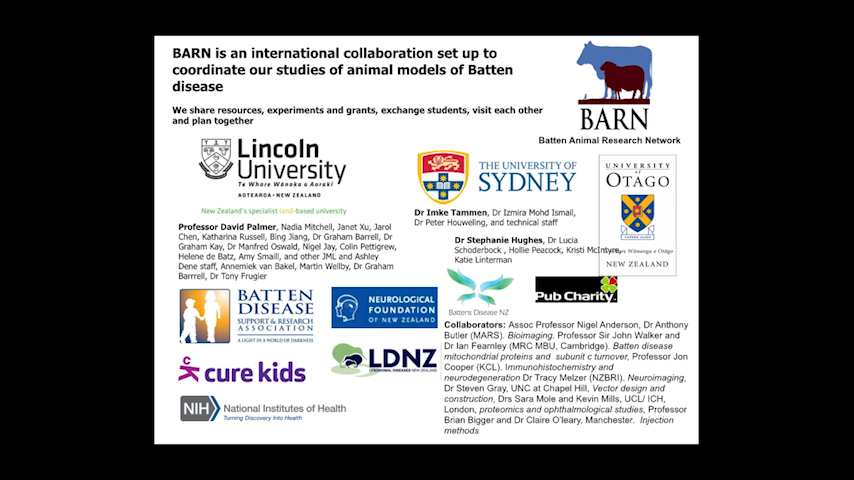 BARN is an international collaboration set up to
coordinate our studies of animal models of Batten
disease
We share resources, experiments and grants, exchange students, visit each other
and plan together
BARN
Batten Animal Research Network
Lincoln
University
Te Whare Wānaka o Aoraki
AOTEAROA • NEW ZEALAND
New Zealand's specialist land-based university
THE UNIVERSITY OF
SYDNEY
UNIVERSITY
of
OTAGO
Te Whare Wānanga o Otāgo
NEW ZEALAND
Professor David Palmer, Nadia Mitchell, Janet Xu, Jarol
Chen, Katharina Russell, Bing Jiang, Dr Graham Barrell, Dr
Graham Kay, Dr Manfred Oswald, Nigel Jay, Colin Pettigrew,
Helene de Batz, Amy Smaill, and other JML and Ashley
Dene staff, Annemiek van Bakel, Martin Wellby, Dr Graham
Barrrell, Dr Tony Frugier
Dr Imke Tammen, Dr Izmira Mohd Ismail,
Dr Peter Houweling, and technical staff
Dr Stephanie Hughes, Dr Lucia
Schoderbock , Hollie Peacock, Kristi McIntyre,
Katie Linterman
BATTEN
DISEASE
SUPPORT & RESEARCH
ASSOCIATION
A LIGHT IN A WORLD OF DARKNESS
NEUROLOGICAL
FOUNDATION
OF NEW ZEALAND
Battens Disease NZ
Pub Charity
cure kids
LDNZ
LYSOSOMAL DISEASES NEW ZEALAND
NIH
National Institutes of Health
Turning Discovery Into Health
Collaborators: Assoc Professor Nigel Anderson, Dr Anthony
Butler (MARS). Bioimaging. Professor Sir John Walker and
Dr Ian Fearnley (MRC MBU, Cambridge). Batten disease
mitochondrial proteins and subunit c turnover, Professor Jon
Cooper (KCL). Immunohistochemistry and
neurodegeneration Dr Tracy Melzer (NZBRI). Neuroimaging,
Dr Steven Gray, UNC at Chapel Hill, Vector design and
construction, Drs Sara Mole and Kevin Mills, UCL/ ICH,
London, proteomics and ophthalmological studies, Professor
Brian Bigger and Dr Claire O'leary, Manchester. Injection
methods